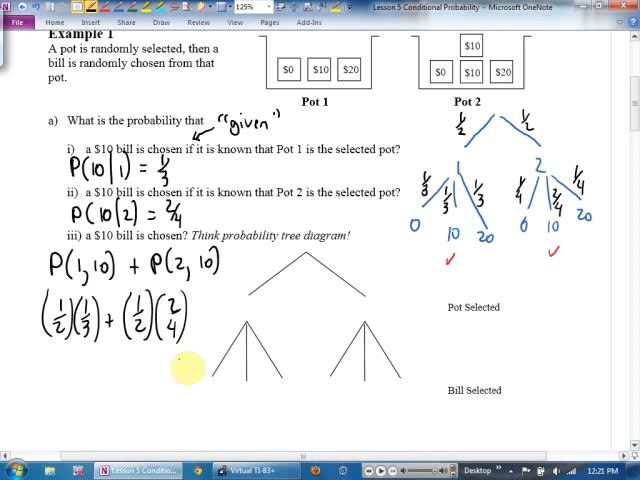 Lesson 5 Conditional Probability - Microsoft OneNote
File Home Insert Share Draw Review View
125%
Example 1
A pot is randomly selected, then a
bill is randomly chosen from that
pot.
$0 $10 $20
Pot 1
$10
$0 $10 $20
Pot 2
a) What is the probability that
"given"
i) a $10 bill is chosen if it is known that Pot 1 is the selected pot?
P(10|1) = 1/3
ii) a $10 bill is chosen if it is known that Pot 2 is the selected pot?
P(10|2) = 2/4
iii) a $10 bill is chosen? Think probability tree diagram!
P(1,10) + P(2,10)
(1/2)(1/3) + (1/2)(2/4)
1/2 1/2
1 2
1/3 1/3 1/3 1/4 2/4 1/4
0 10 20 0 10 20
Pot Selected
Bill Selected
Lesson 5 Conditio...
Virtual TI-83+
Desktop
12:21 PM